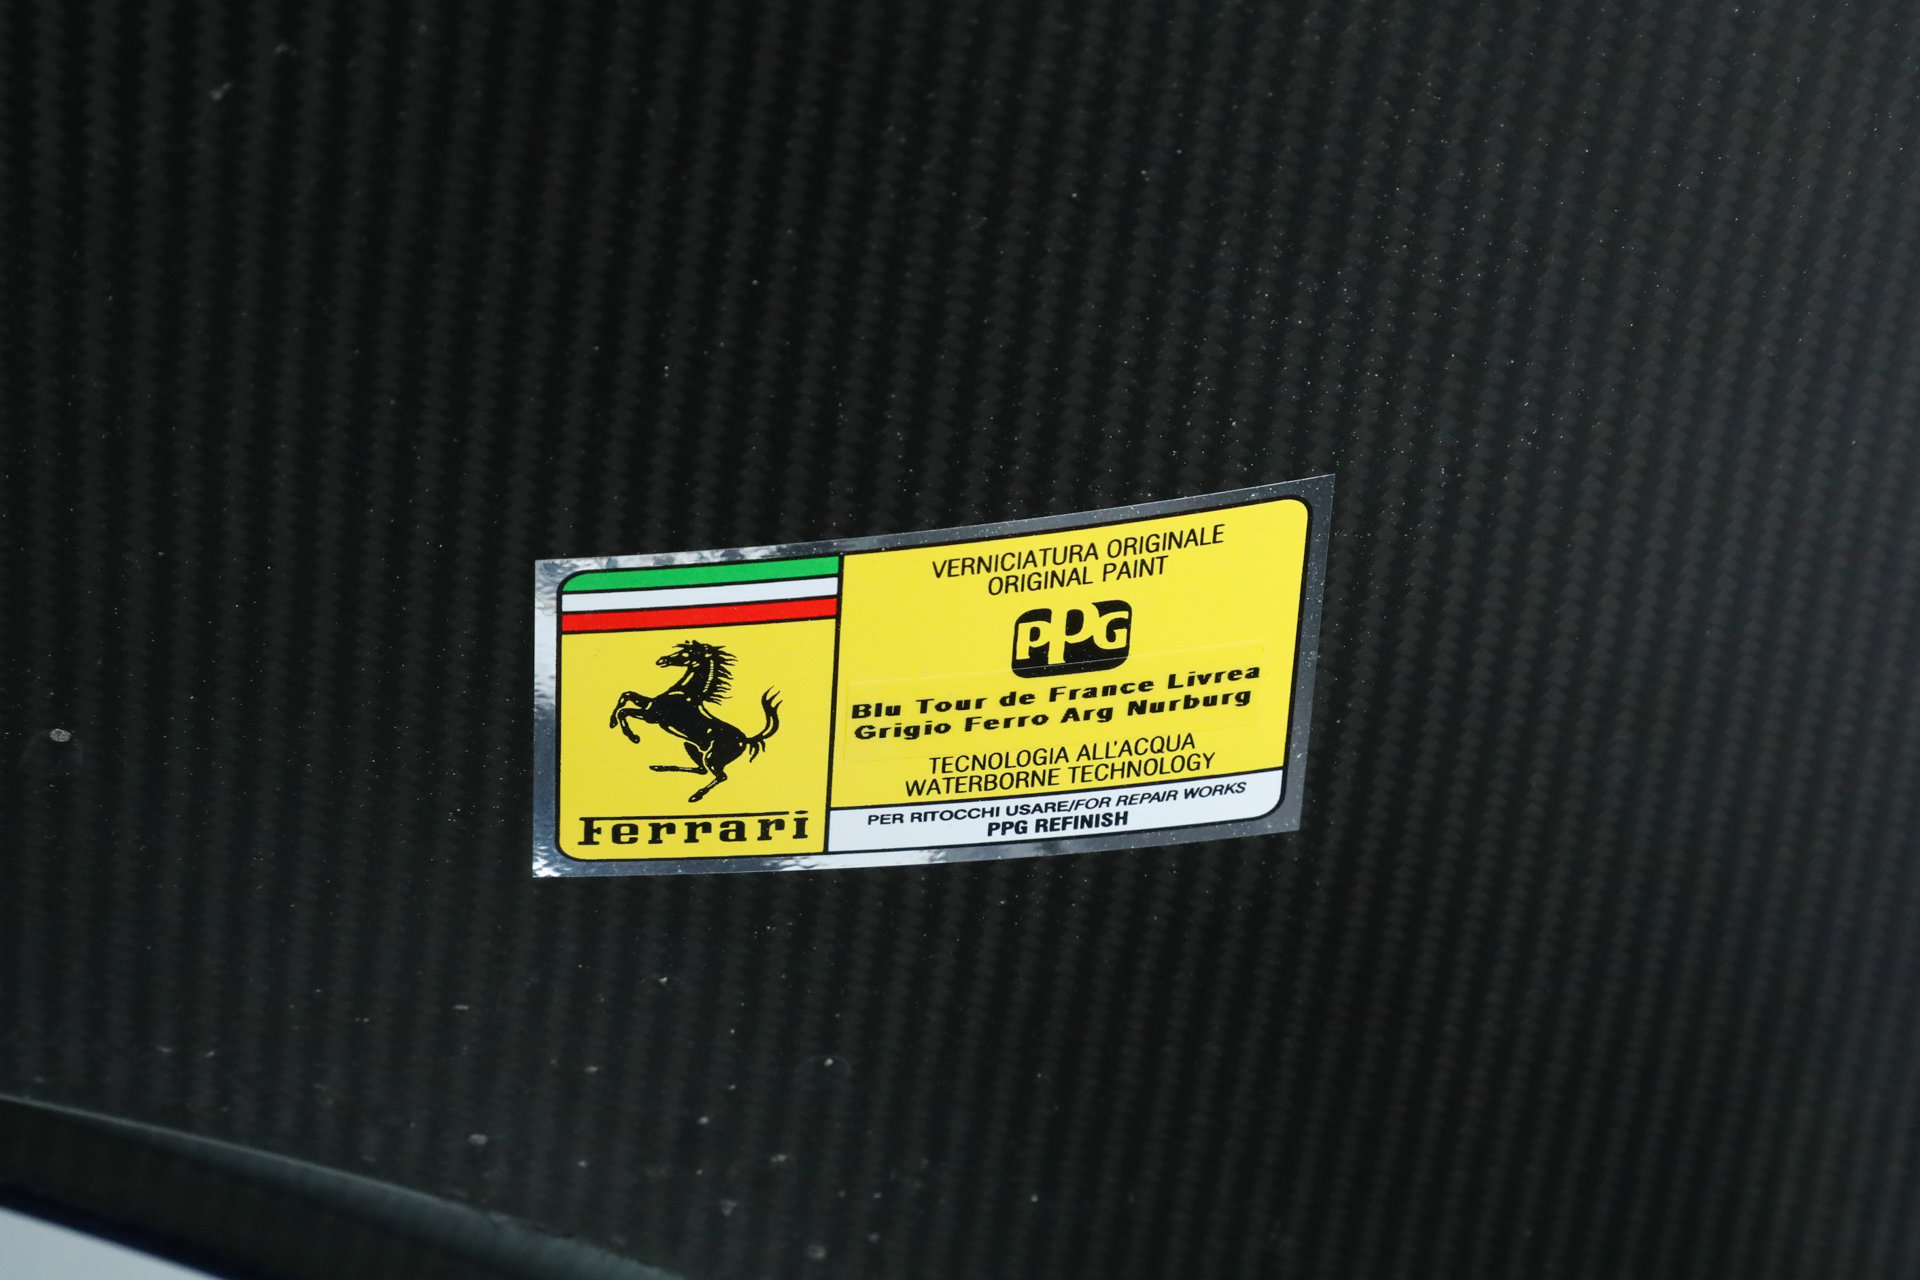 Ferrari
VERNICIATURA ORIGINALE
ORIGINAL PAINT
PPG
Blu Tour de France Livrea
Grigio Ferro Arg Nurburg
TECNOLOGIA ALL'ACQUA
WATERBORNE TECHNOLOGY
PER RITOCCHI USARE/FOR REPAIR WORKS
PPG REFINISH